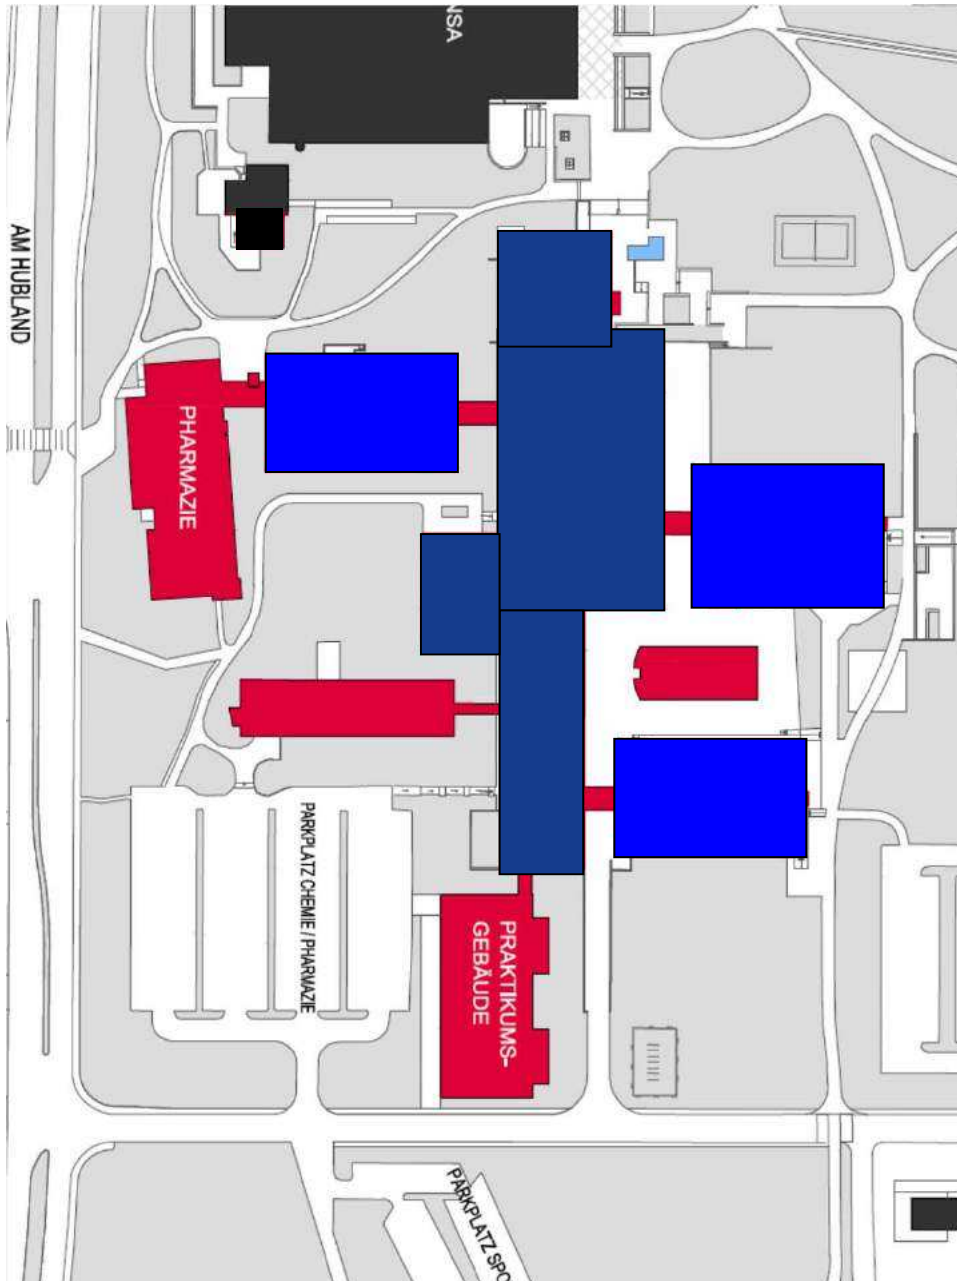 NSA
AM HUBLAND
PHARMAZIE
PARKPLATZ CHEMIE / PHARMAZIE
PRAKTIKUMS-
GEBÄUDE
PARKPLATZ SPO